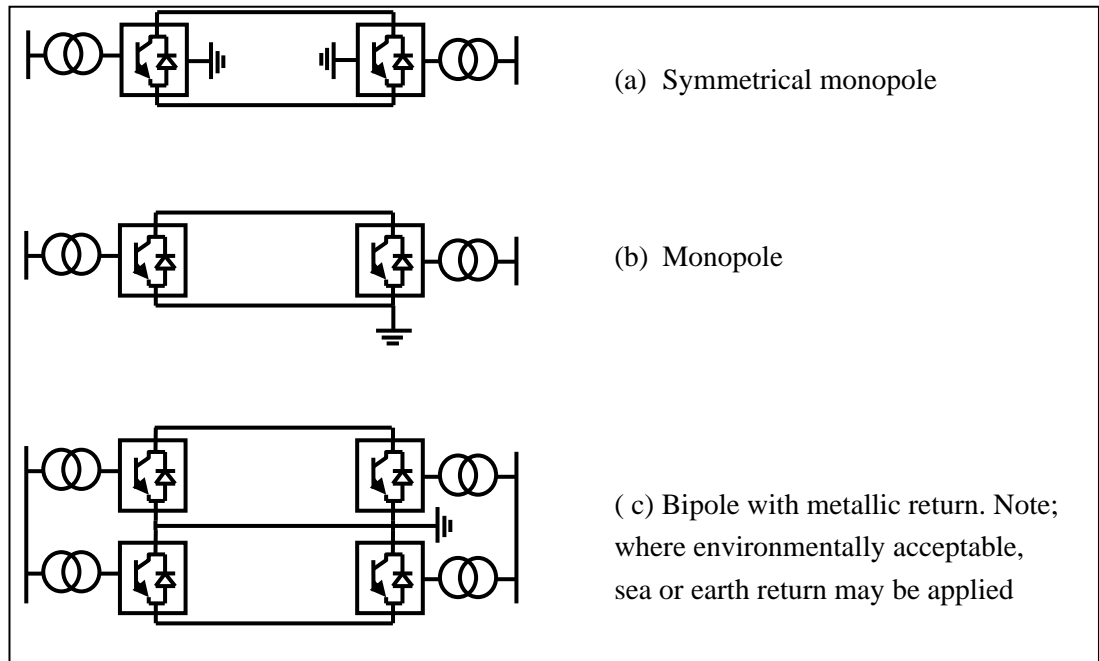 (a) Symmetrical monopole
(b) Monopole
( c) Bipole with metallic return. Note;
where environmentally acceptable,
sea or earth return may be applied